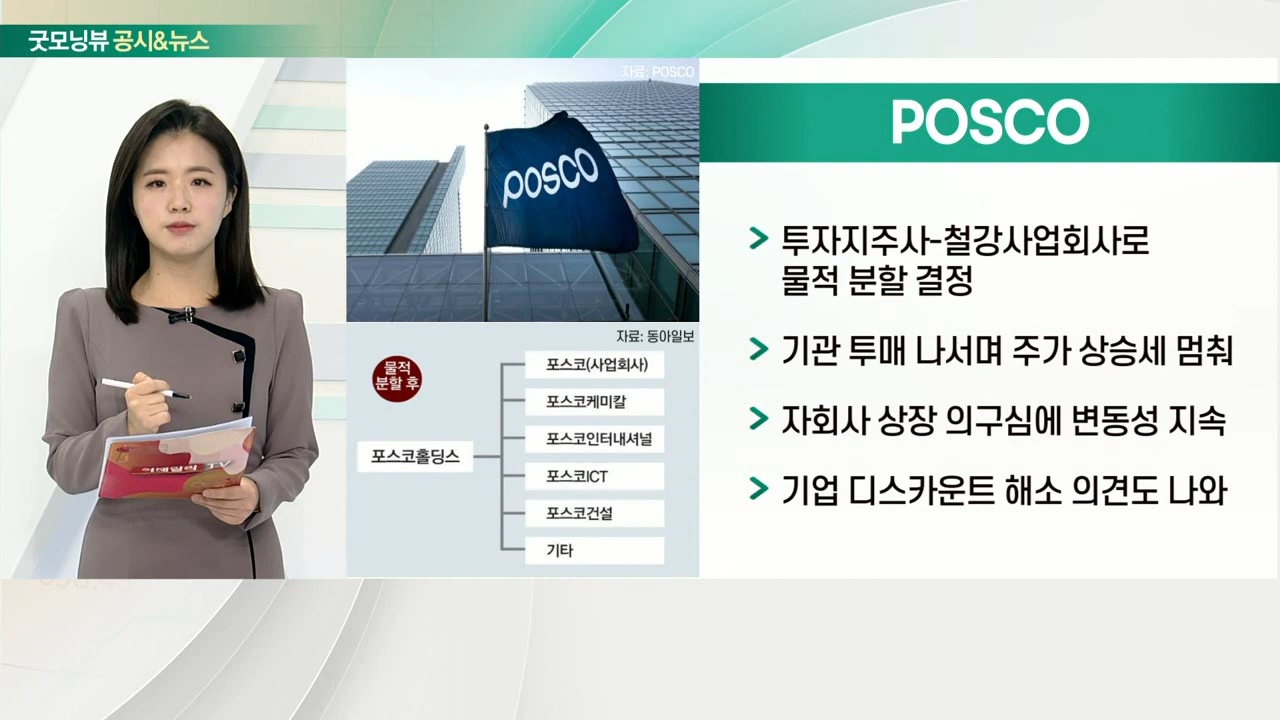 굿모닝뷰 공시&뉴스
자료: POSCO
posco
자료: 동아일보
물적
분할 후
포스코홀딩스
포스코(사업회사)
포스코케미칼
포스코인터내셔널
포스코ICT
포스코건설
기타
POSCO
> 투자지주사-철강사업회사로
물적 분할 결정
> 기관 투매 나서며 주가 상승세 멈춰
> 자회사 상장 의구심에 변동성 지속
> 기업 디스카운트 해소 의견도 나와
이데일리 TV